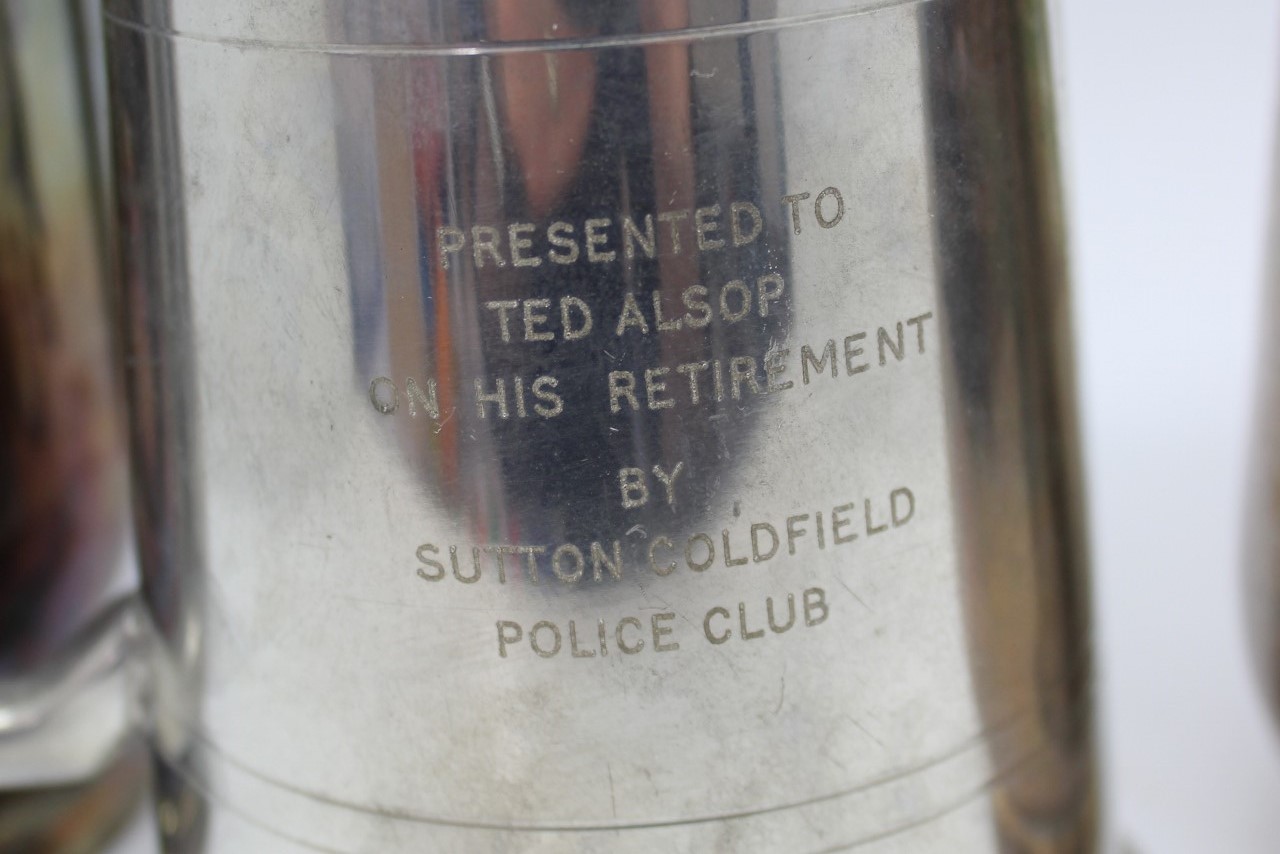 PRESENTED TO
TED ALSOP
ON HIS RETIREMENT
BY
SUTTON COLDFIELD
POLICE CLUB